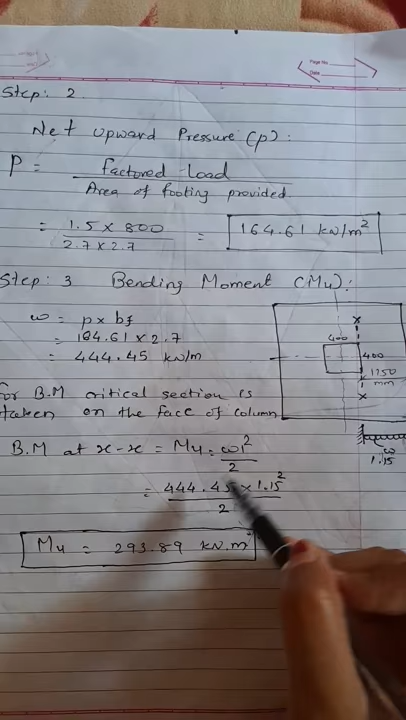 Page No
Date
Step: 2
Net Upward Pressure (p):
P = Factored Load / Area of footing provided
= 1.5 x 800 / 2.7 x 2.7 = 164.61 kN/m²
Step: 3 Bending Moment (Mu):
w = p x bf
= 164.61 x 2.7
= 444.45 kN/m
x
400
400
1150
mm
x
For B.M critical section is
taken on the face of column
w
1.15
B.M at x-x = Mu = wl²/2
= 444.45 x 1.15² / 2
Mu = 293.89 kN.m